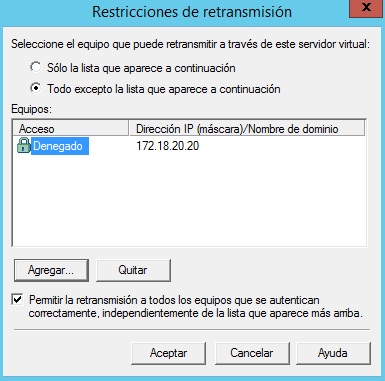 Restricciones de retransmisión
x
Seleccione el equipo que puede retransmitir a través de este servidor virtual:
Sólo la lista que aparece a continuación
Todo excepto la lista que aparece a continuación
Equipos:
Acceso Dirección IP (máscara)/Nombre de dominio
Denegado 172.18.20.20
Agregar... Quitar
Permitir la retransmisión a todos los equipos que se autentican
correctamente, independientemente de la lista que aparece más arriba.
Aceptar Cancelar Ayuda